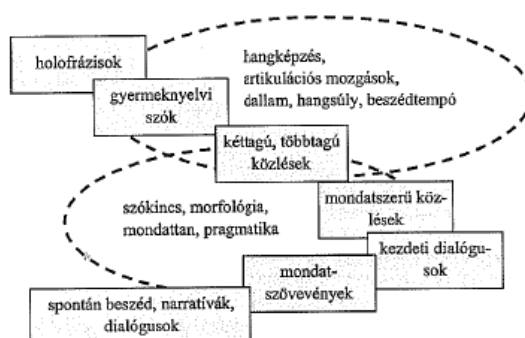 holofrázisok
hangképzés,
artikulációs mozgások,
dallam, hangsúly, beszédtempó
gyermeknyelvi
szók
kéttagú, többtagú
közlések
szókincs, morfológia,
mondattan, pragmatika
mondatszerű köz-
lések
kezdeti dialógu-
sok
mondat-
szövevények
spontán beszéd, narratívák,
dialógusok